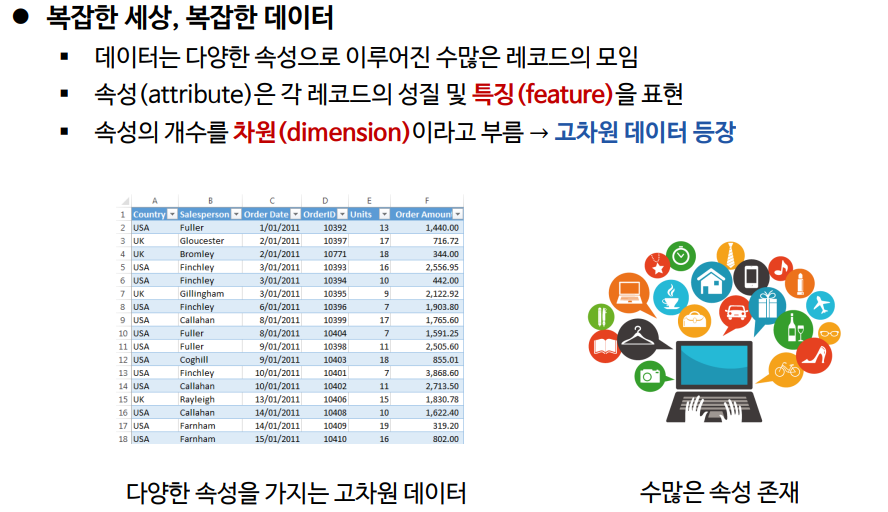 ● 복잡한 세상, 복잡한 데이터
▪ 데이터는 다양한 속성으로 이루어진 수많은 레코드의 모임
▪ 속성(attribute)은 각 레코드의 성질 및 특징(feature)을 표현
▪ 속성의 개수를 차원(dimension)이라고 부름 → 고차원 데이터 등장
A B C D E F
1 Country Salesperson Order Date OrderID Units Order Amount
2 USA Fuller 1/01/2011 10392 13 1,440.00
3 UK Gloucester 2/01/2011 10397 17 716.72
4 UK Bromley 2/01/2011 10771 18 344.00
5 USA Finchley 3/01/2011 10393 16 2,556.95
6 USA Finchley 3/01/2011 10394 10 442.00
7 UK Gillingham 3/01/2011 10395 9 2,122.92
8 USA Finchley 6/01/2011 10396 7 1,903.80
9 USA Callahan 8/01/2011 10399 17 1,765.60
10 USA Fuller 8/01/2011 10404 7 1,591.25
11 USA Fuller 9/01/2011 10398 11 2,505.60
12 USA Coghill 9/01/2011 10403 18 855.01
13 USA Finchley 10/01/2011 10401 7 3,868.60
14 USA Callahan 10/01/2011 10402 11 2,713.50
15 UK Rayleigh 13/01/2011 10406 15 1,830.78
16 USA Callahan 14/01/2011 10408 10 1,622.40
17 USA Farnham 14/01/2011 10409 19 319.20
18 USA Farnham 15/01/2011 10410 16 802.00
다양한 속성을 가지는 고차원 데이터
수많은 속성 존재